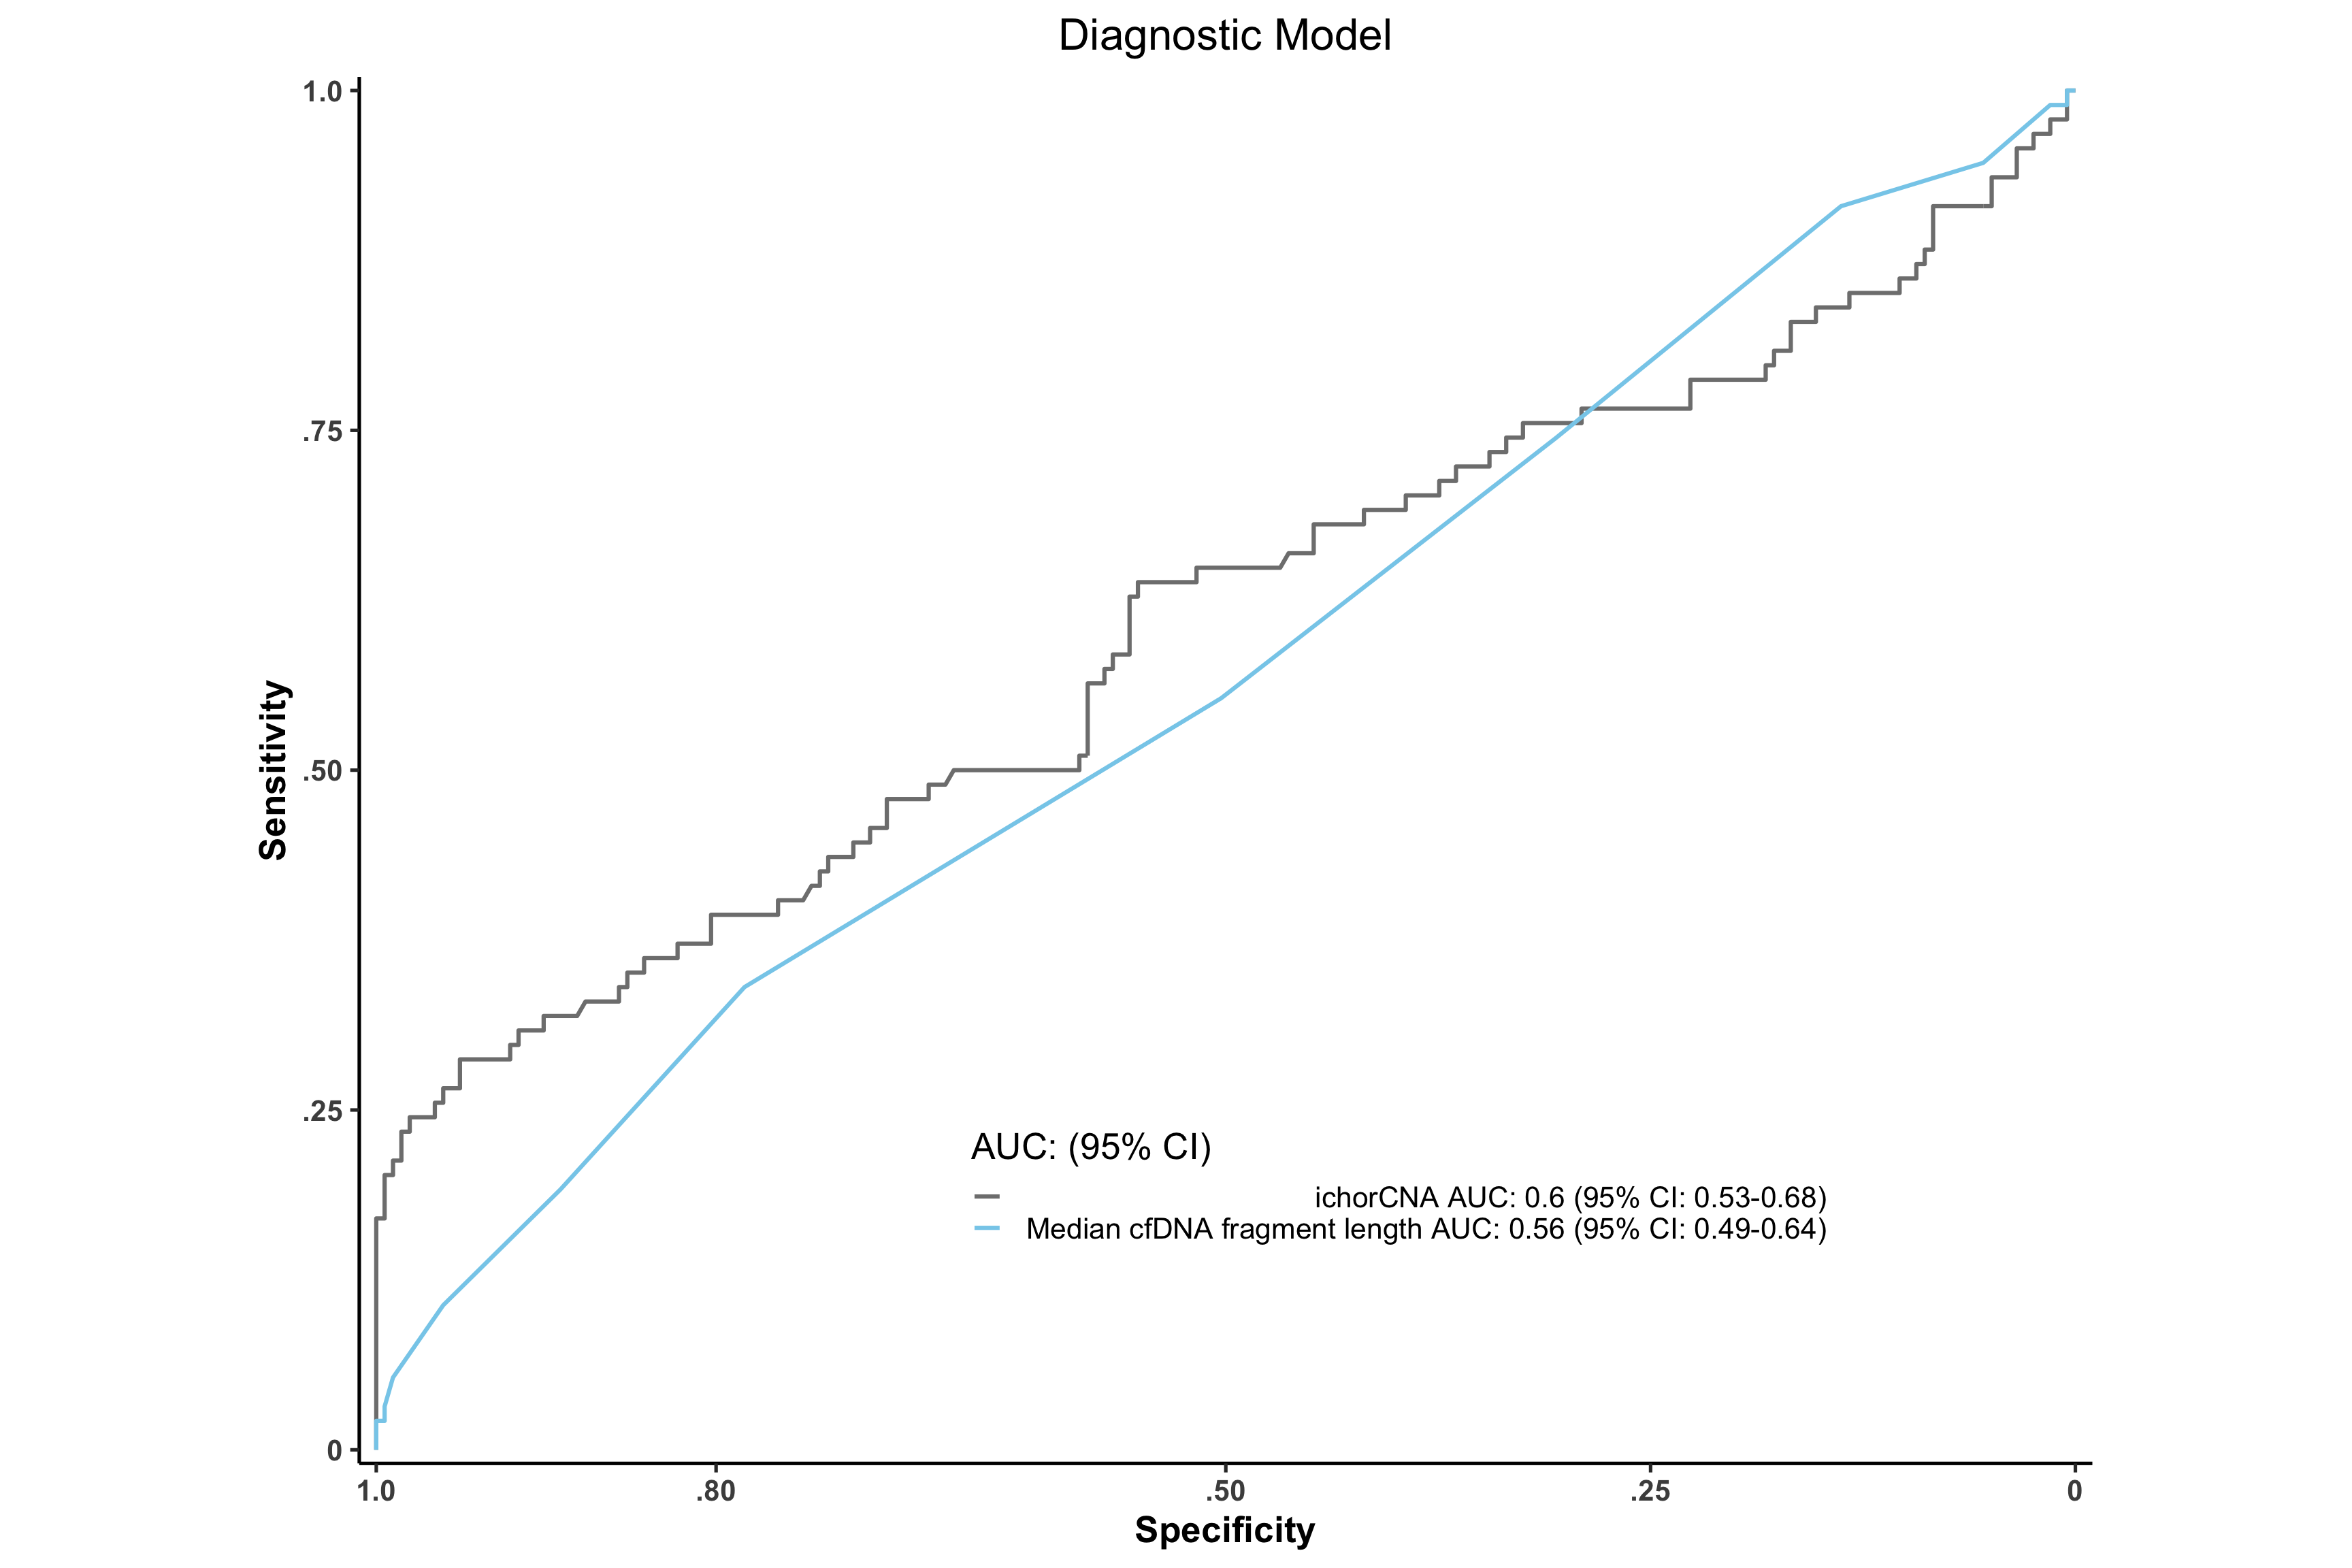 Diagnostic Model
1.0
.75
.50
.25
0
Sensitivity
AUC: (95% CI)
ichorCNA AUC: 0.6 (95% CI: 0.53-0.68)
Median cfDNA fragment length AUC: 0.56 (95% CI: 0.49-0.64)
1.0 .80 .50 .25 0
Specificity